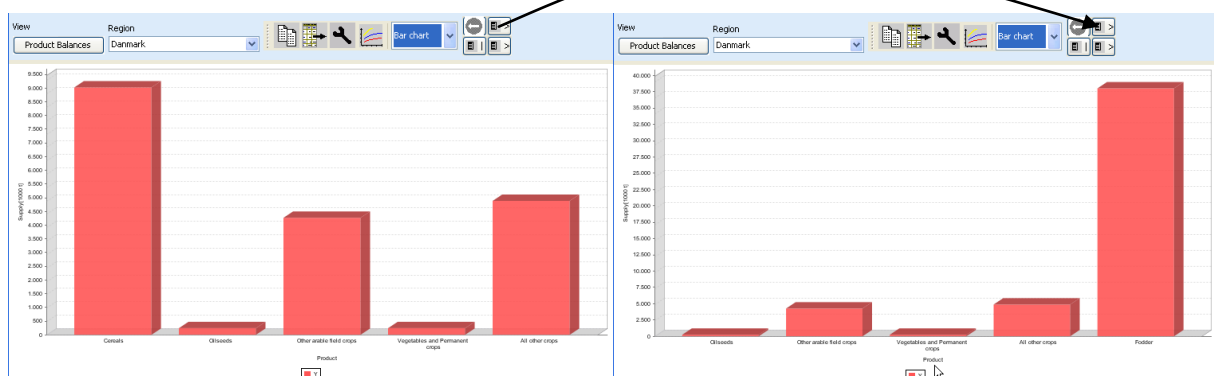 View
Region
Product Balances
Danmark
Bar chart
>
>
9.500
9.000
8.500
8.000
7.500
7.000
6.500
6.000
5.500
5.000
4.500
4.000
3.500
3.000
2.500
2.000
1.500
1.000
500
0
Supply[1000 t]
Cereals
Oilseeds
Other arable field crops
Vegetables and Permanent
crops
All other crops
Product
Y
View
Region
Product Balances
Danmark
Bar chart
>
>
40.000
37.500
35.000
32.500
30.000
27.500
25.000
22.500
20.000
17.500
15.000
12.500
10.000
7.500
5.000
2.500
0
Supply[1000 t]
Oilseeds
Other arable field crops
Vegetables and Permanent
crops
All other crops
Fodder
Product
Y